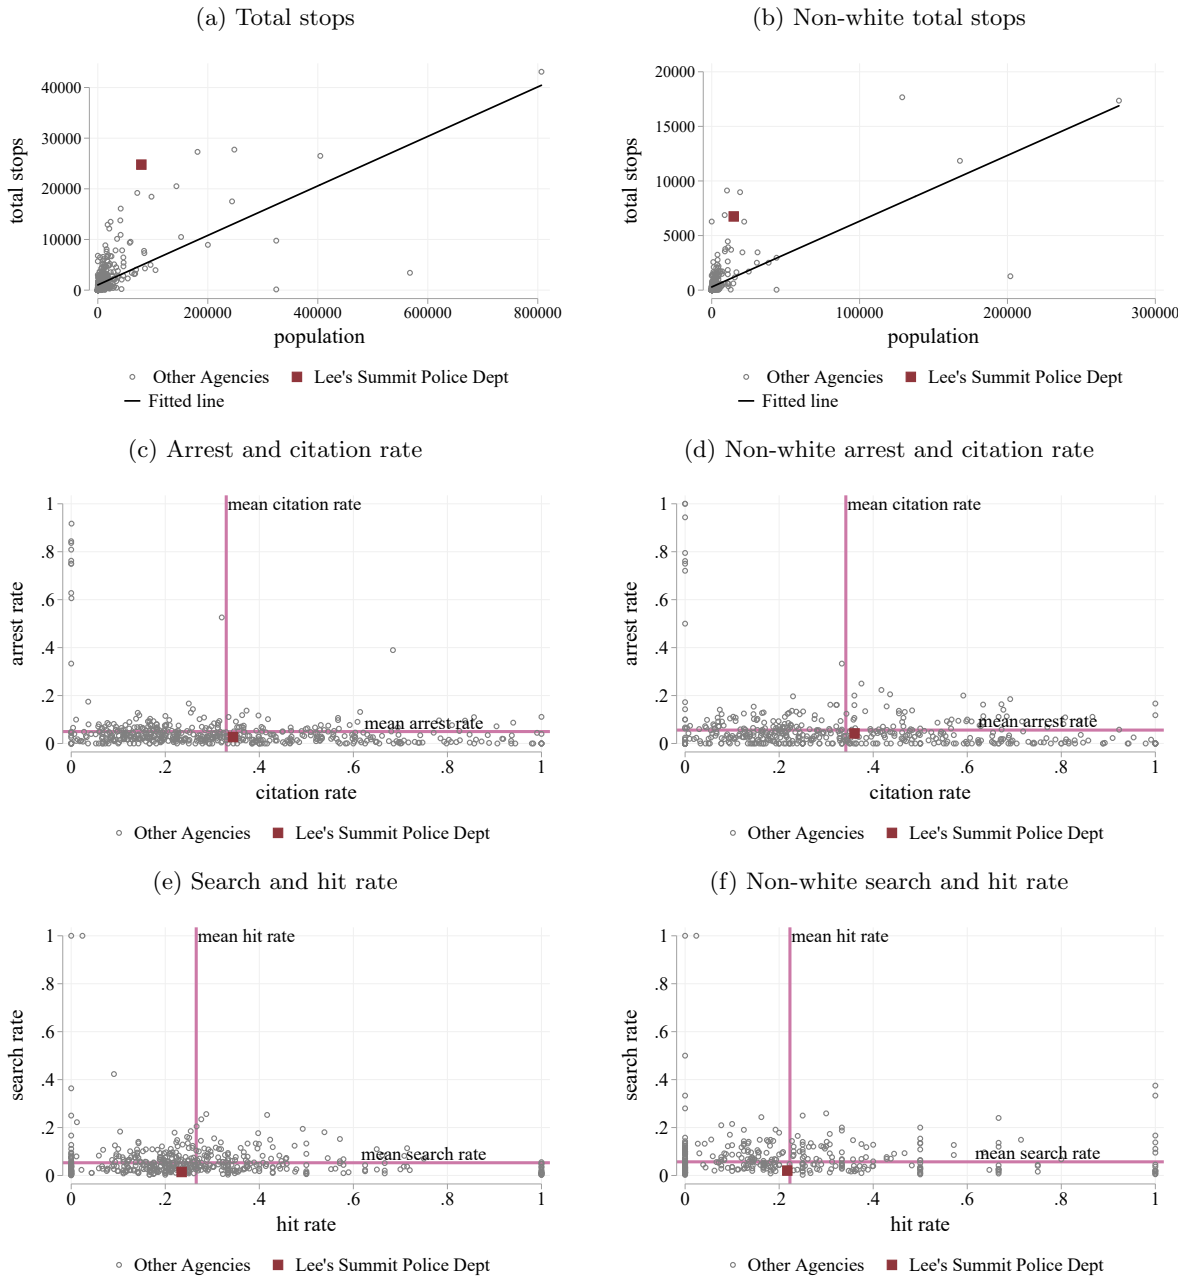 (a) Total stops
(b) Non-white total stops
40000
30000
20000
10000
0
total stops
0
200000
400000
600000
800000
population
Other Agencies
Lee's Summit Police Dept
Fitted line
20000
15000
10000
5000
0
total stops
0
100000
200000
300000
population
Other Agencies
Lee's Summit Police Dept
Fitted line
(c) Arrest and citation rate
(d) Non-white arrest and citation rate
mean citation rate
mean arrest rate
1
.8
.6
.4
.2
0
arrest rate
0
.2
.4
.6
.8
1
citation rate
Other Agencies
Lee's Summit Police Dept
mean citation rate
mean arrest rate
1
.8
.6
.4
.2
0
arrest rate
0
.2
.4
.6
.8
1
citation rate
Other Agencies
Lee's Summit Police Dept
(e) Search and hit rate
(f) Non-white search and hit rate
mean hit rate
mean search rate
1
.8
.6
.4
.2
0
search rate
0
.2
.4
.6
.8
1
hit rate
Other Agencies
Lee's Summit Police Dept
mean hit rate
mean search rate
1
.8
.6
.4
.2
0
search rate
0
.2
.4
.6
.8
1
hit rate
Other Agencies
Lee's Summit Police Dept